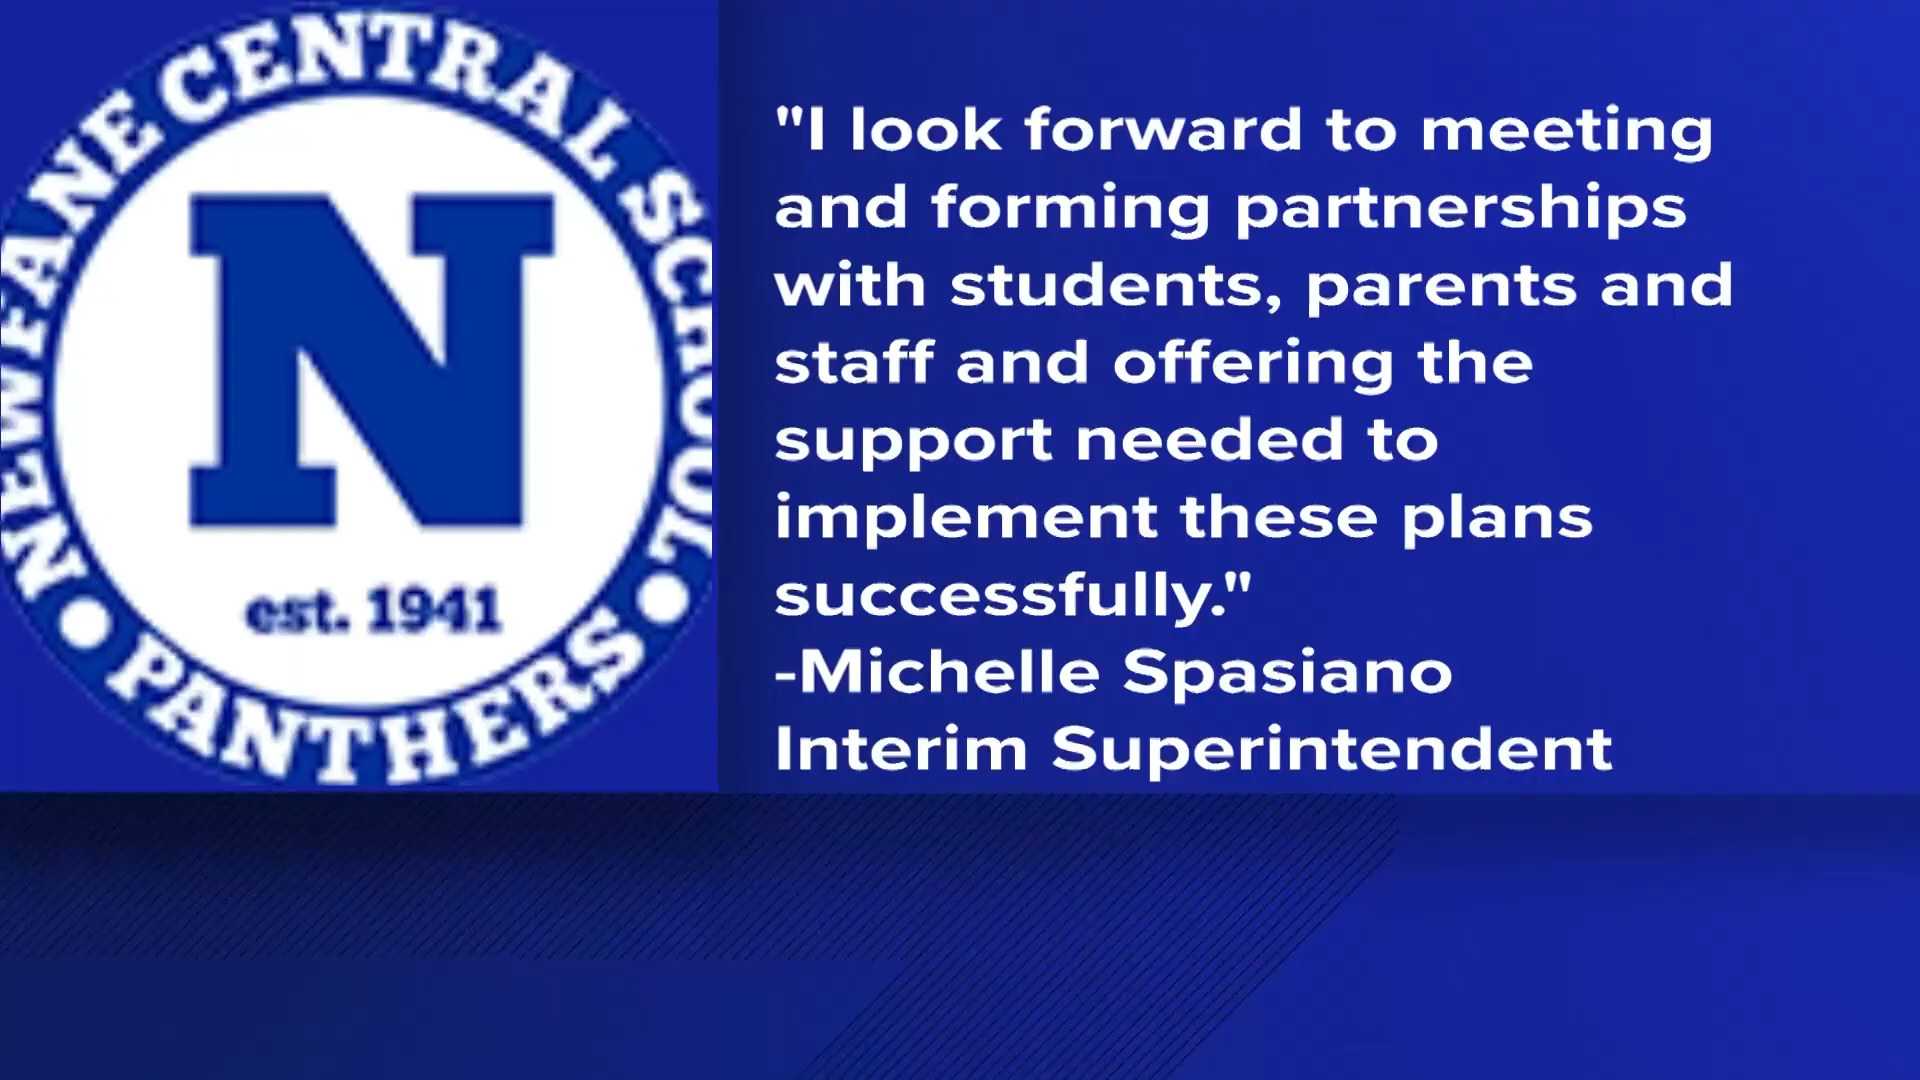 NEWFANE CENTRAL SCHOOL
N
est. 1941
PANTHERS
"I look forward to meeting
and forming partnerships
with students, parents and
staff and offering the
support needed to
implement these plans
successfully."
-Michelle Spasiano
Interim Superintendent